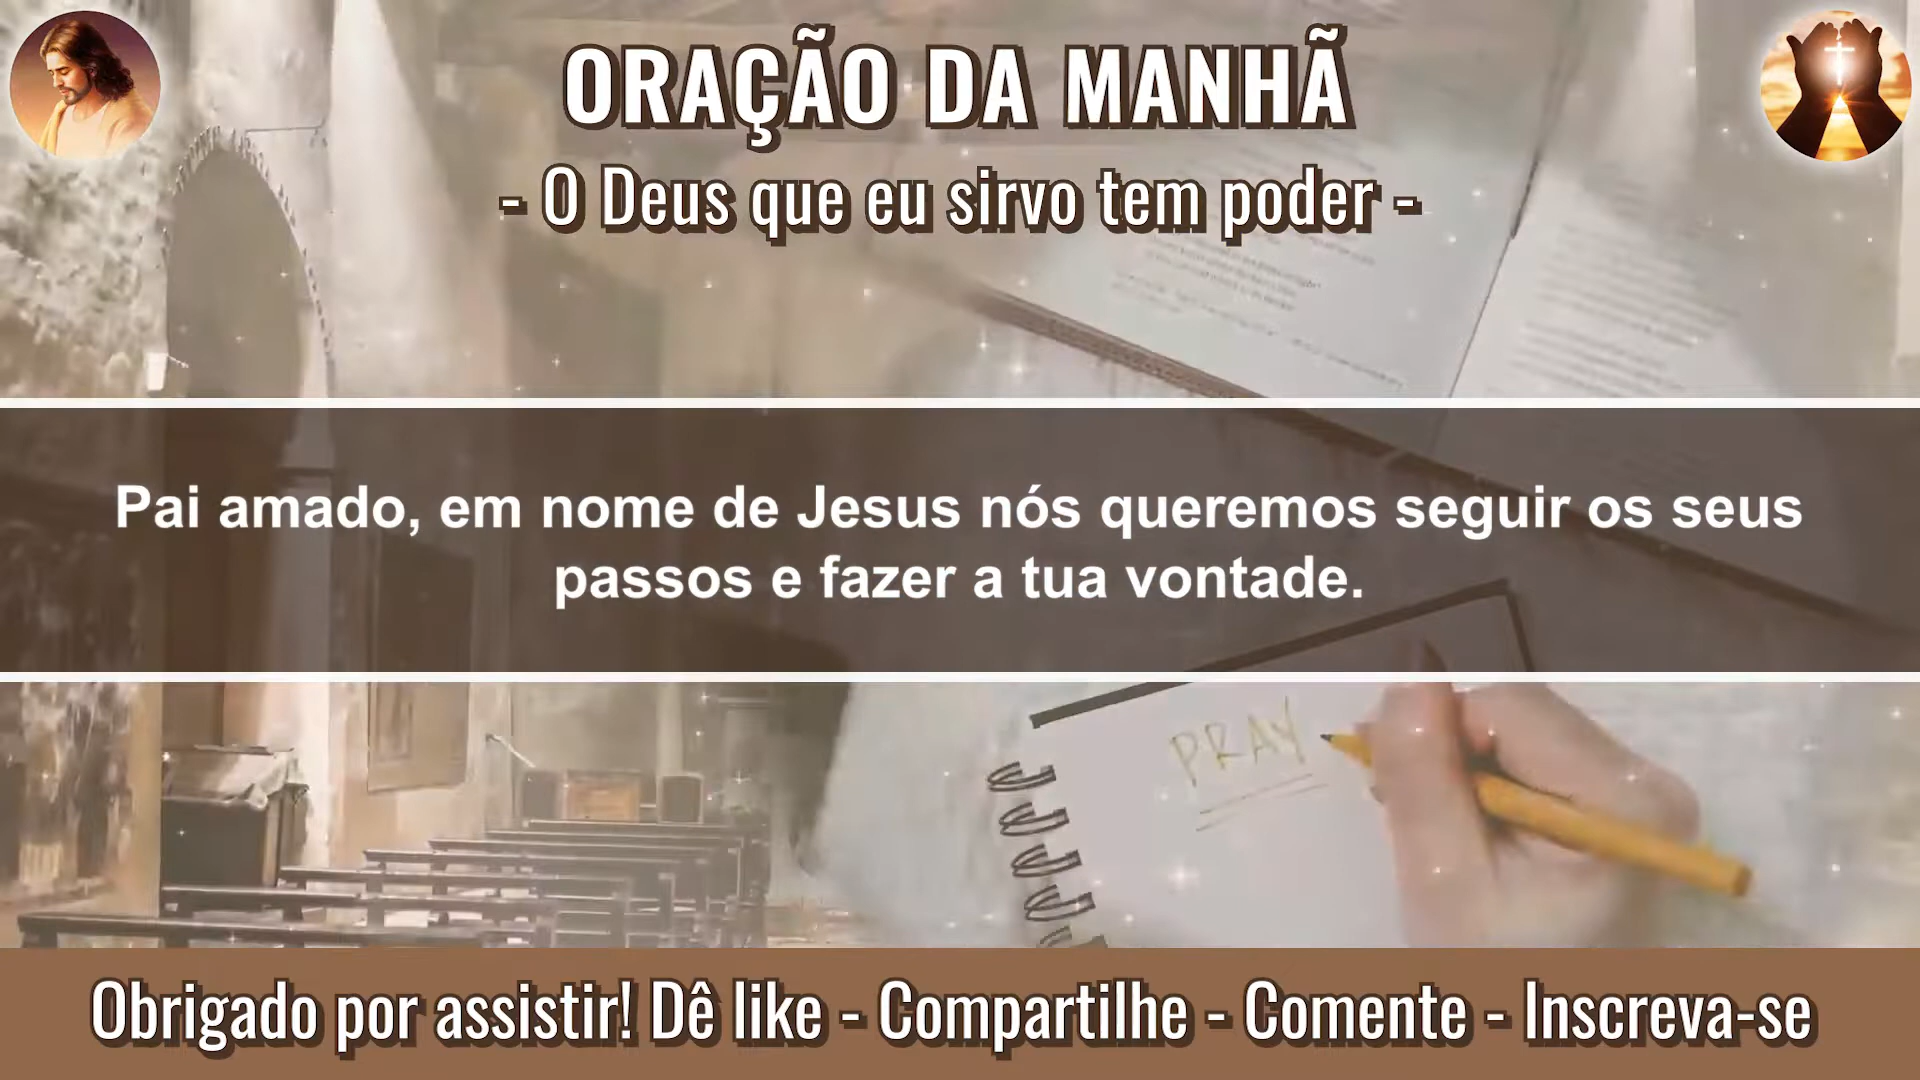 ORAÇÃO DA MANHÃ
- O Deus que eu sirvo tem poder -
Pai amado, em nome de Jesus nós queremos seguir os seus
passos e fazer a tua vontade.
PRAY
Obrigado por assistir! Dê like - Compartilhe - Comente - Inscreva-se